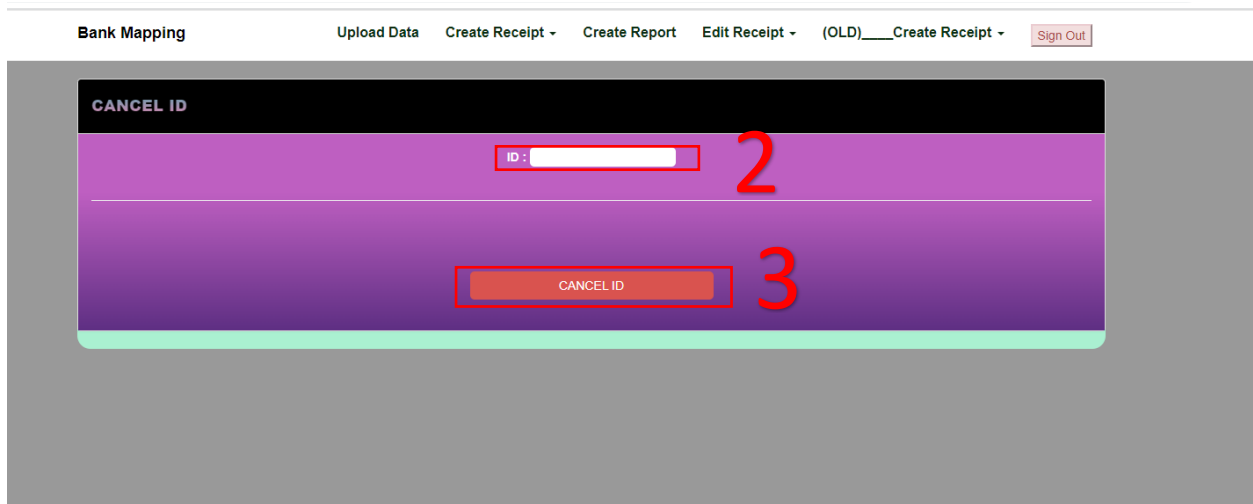 Bank Mapping Upload Data Create Receipt Create Report Edit Receipt (OLD)____Create Receipt Sign Out
CANCEL ID
ID : 2
CANCEL ID 3